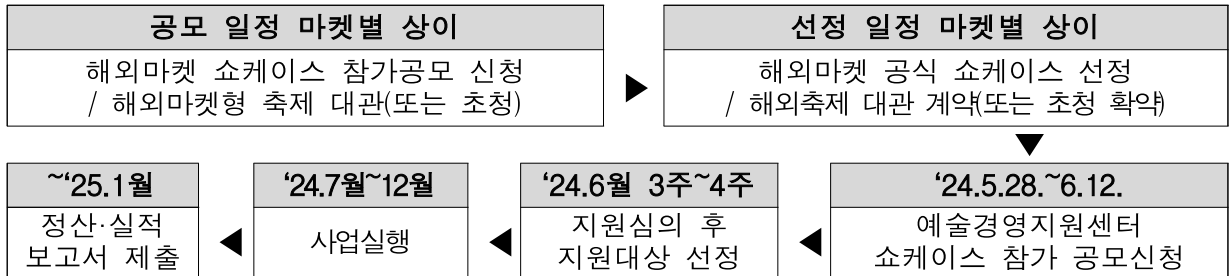 공모 일정 마켓별 상이
해외마켓 쇼케이스 참가공모 신청
/ 해외마켓형 축제 대관(또는 초청)
선정 일정 마켓별 상이
해외마켓 공식 쇼케이스 선정
/ 해외축제 대관 계약(또는 초청 확약)
‘24.5.28.~6.12.
예술경영지원센터
쇼케이스 참가 공모신청
‘24.6월 3주~4주
지원심의 후
지원대상 선정
‘24.7월~12월
사업실행
~‘25.1월
정산·실적
보고서 제출